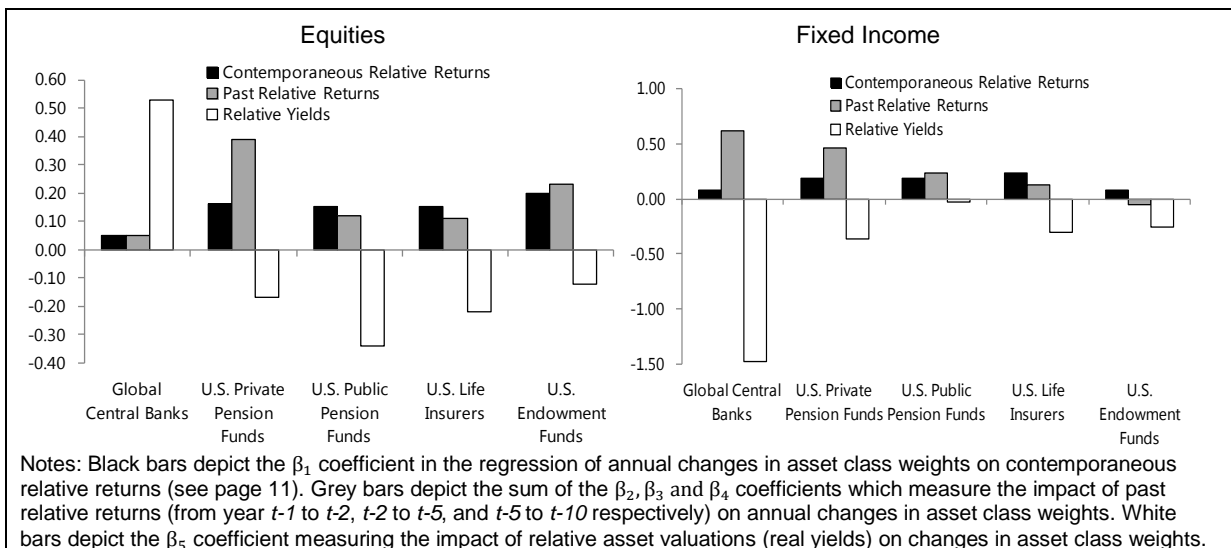 Equities
Contemporaneous Relative Returns
Past Relative Returns
Relative Yields
0.60
0.50
0.40
0.30
0.20
0.10
0.00
-0.10
-0.20
-0.30
-0.40
Global
Central Banks
U.S. Private
Pension
Funds
U.S. Public
Pension
Funds
U.S. Life
Insurers
U.S.
Endowment
Funds
Fixed Income
Contemporaneous Relative Returns
Past Relative Returns
Relative Yields
1.00
0.50
0.00
-0.50
-1.00
-1.50
Global Central
Banks
U.S. Private
Pension Funds
U.S. Public
Pension Funds
U.S. Life
Insurers
U.S.
Endowment
Funds
Notes: Black bars depict the β₁ coefficient in the regression of annual changes in asset class weights on contemporaneous
relative returns (see page 11). Grey bars depict the sum of the β₂, β₃ and β₄ coefficients which measure the impact of past
relative returns (from year t-1 to t-2, t-2 to t-5, and t-5 to t-10 respectively) on annual changes in asset class weights. White
bars depict the β₅ coefficient measuring the impact of relative asset valuations (real yields) on changes in asset class weights.